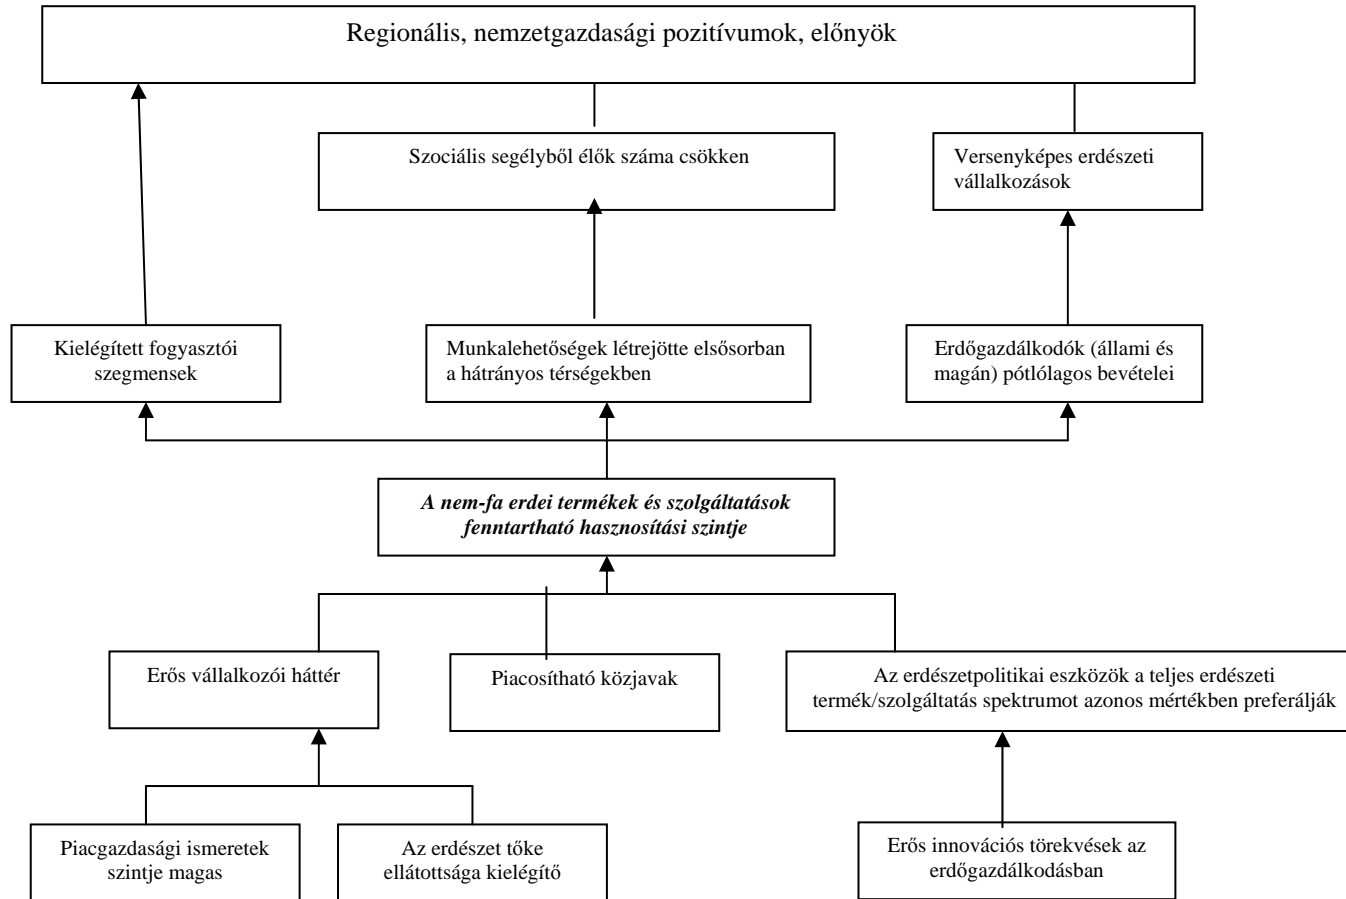 Regionális, nemzetgazdasági pozitívumok, előnyök
Szociális segélyből élők száma csökken
Versenyképes erdészeti
vállalkozások
Kielégített fogyasztói
szegmensek
Munkalehetőségek létrejötte elsősorban
a hátrányos térségekben
Erdőgazdálkodók (állami és
magán) pótlólagos bevételei
A nem-fa erdei termékek és szolgáltatások
fenntartható hasznosítási szintje
Erős vállalkozói háttér
Piacosítható közjavak
Az erdészetpolitikai eszközök a teljes erdészeti
termék/szolgáltatás spektrumot azonos mértékben preferálják
Piacgazdasági ismeretek
szintje magas
Az erdészet tőke
ellátottsága kielégítő
Erős innovációs törekvések az
erdőgazdálkodásban